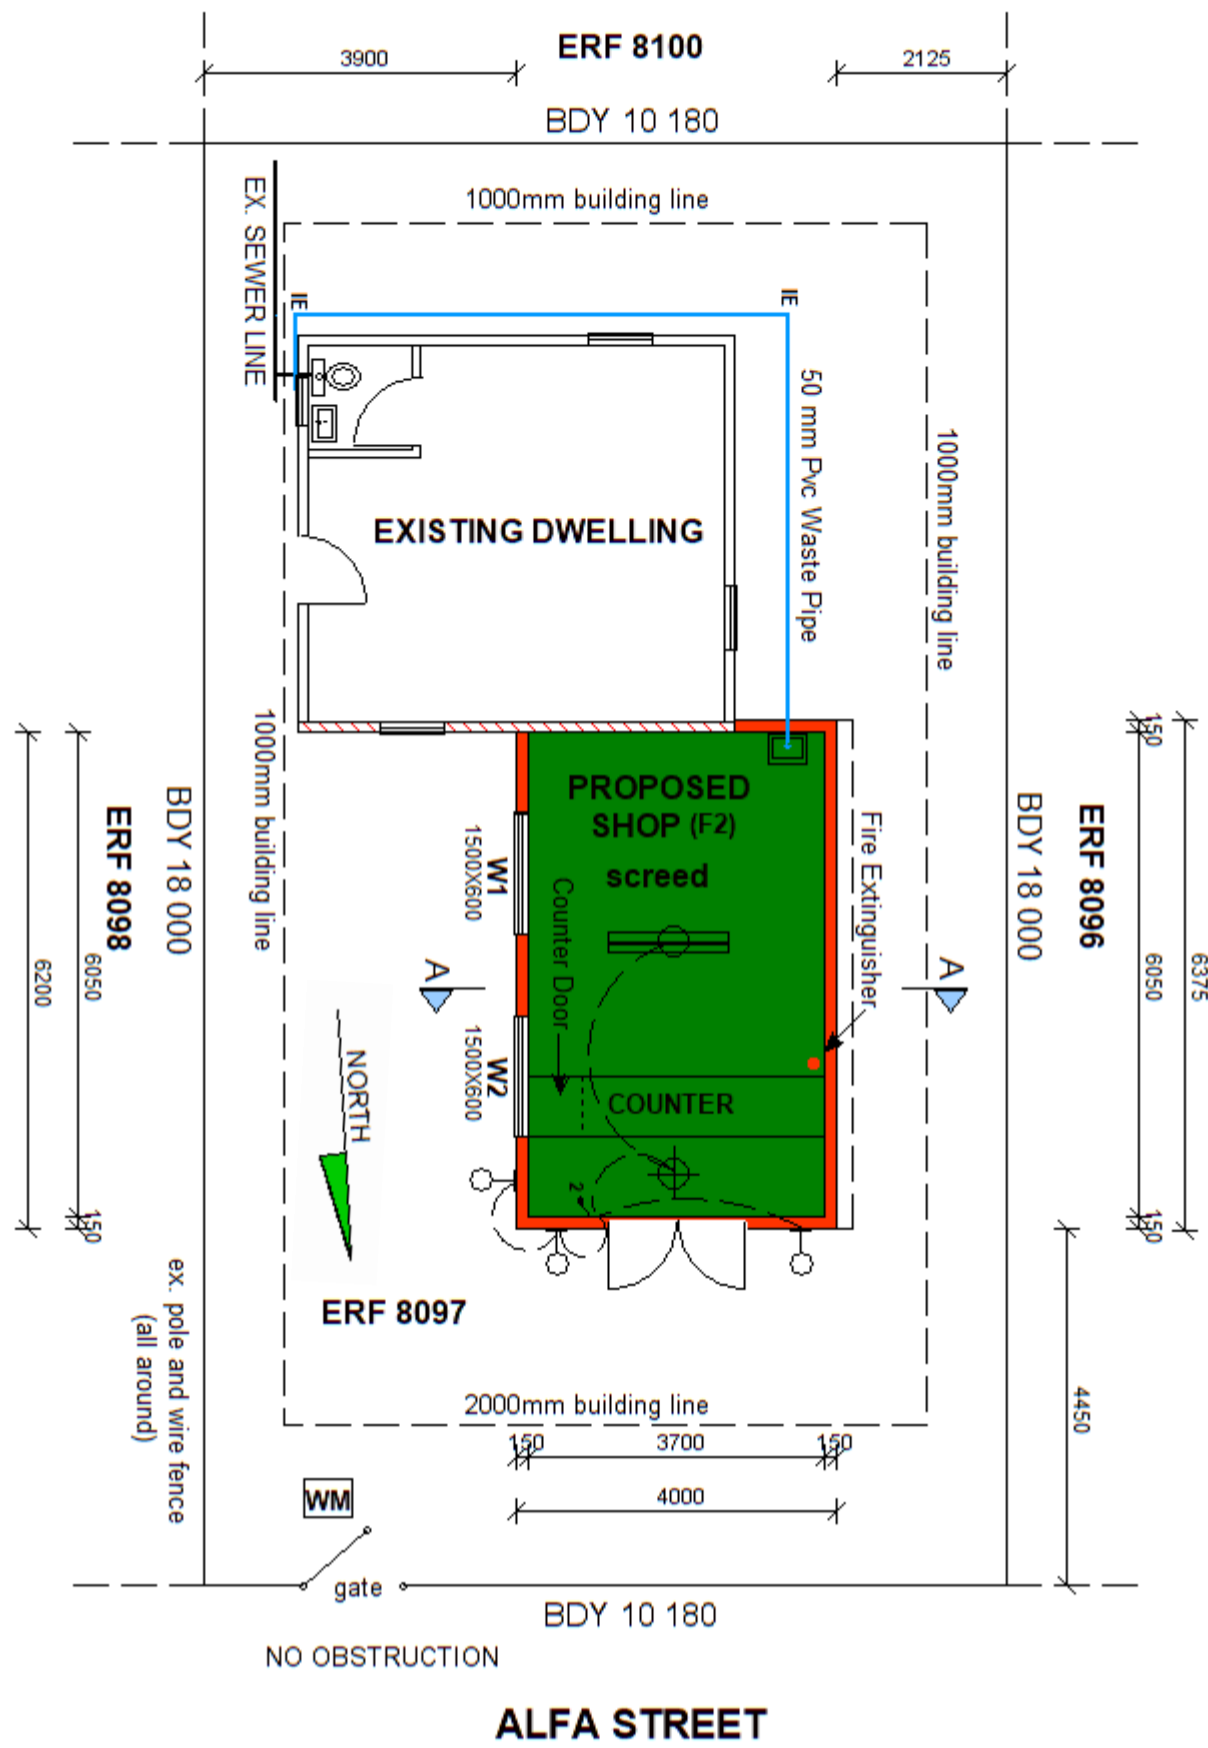 ERF 8100
3900
2125
BDY 10 180
1000mm building line
EX. SEWER LINE
IE
IE
50 mm Pvc Waste Pipe
1000mm building line
EXISTING DWELLING
1000mm building line
PROPOSED
SHOP (F2)
screed
Counter Door
COUNTER
2
Fire Extinguisher
W1
1500X600
W2
1500X600
A
A
BDY 18 000
ERF 8098
6050
150
6200
BDY 18 000
ERF 8096
150
6050
150
6375
4450
NORTH
ERF 8097
ex. pole and wire fence
(all around)
2000mm building line
150
3700
150
4000
WM
gate
BDY 10 180
NO OBSTRUCTION
ALFA STREET